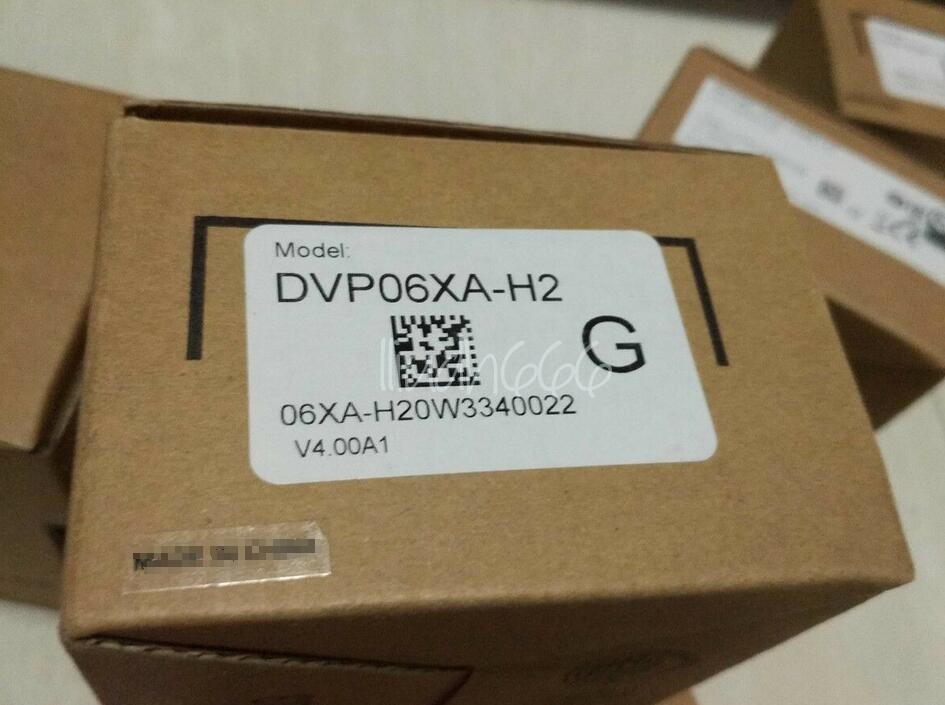 Model:
DVP06XA-H2
G
06XA-H20W3340022
V4.00A1